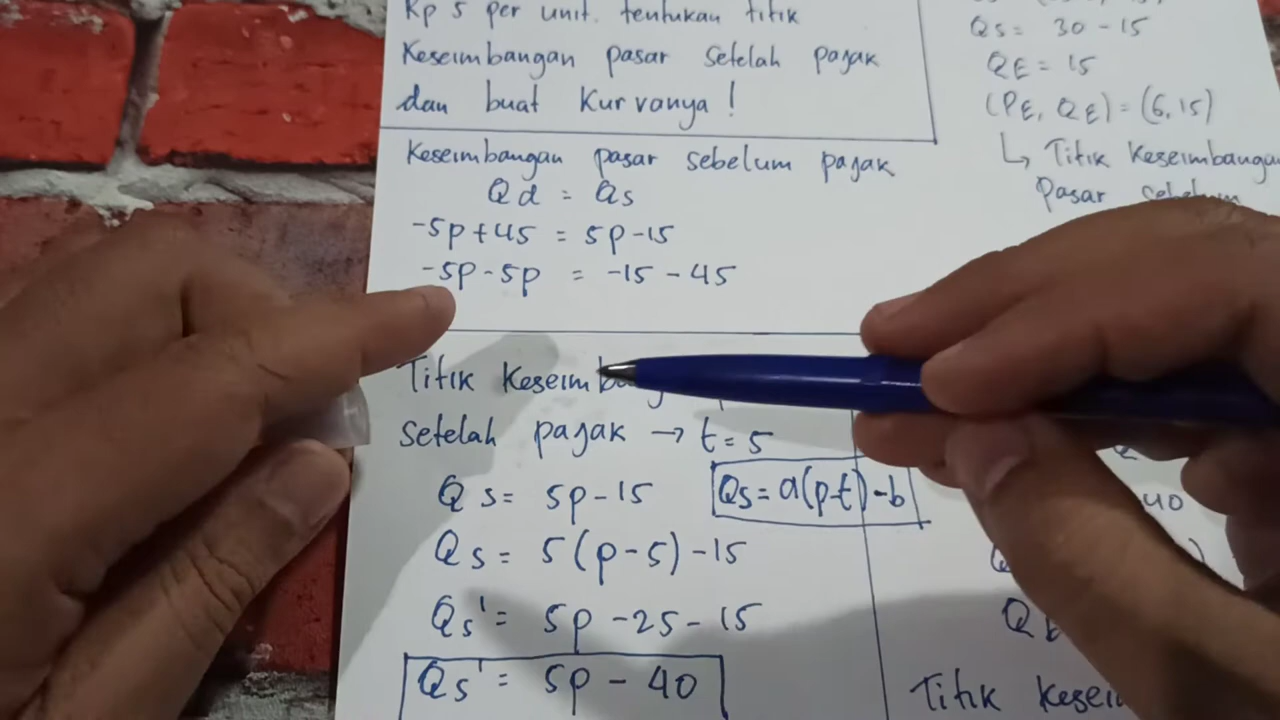 Rp 5 per unit. tentukan titik
Keseimbangan pasar setelah pajak
dan buat kurvanya !
Keseimbangan pasar sebelum pajak
Qd = Qs
-5p+45 = 5p-15
-5p-5p = -15-45
Titik
setelah pajak → t=5
Qs= 5p-15
Qs=a(p-t)-b
Qs= 5(p-5)-15
Qs'= 5p-25-15
Qs'= 5p-40
Qs= 30-15
QE = 15
(PE, QE) = (6,15)
↳ Titik Keseimbangan
pasar sebelum
Titik